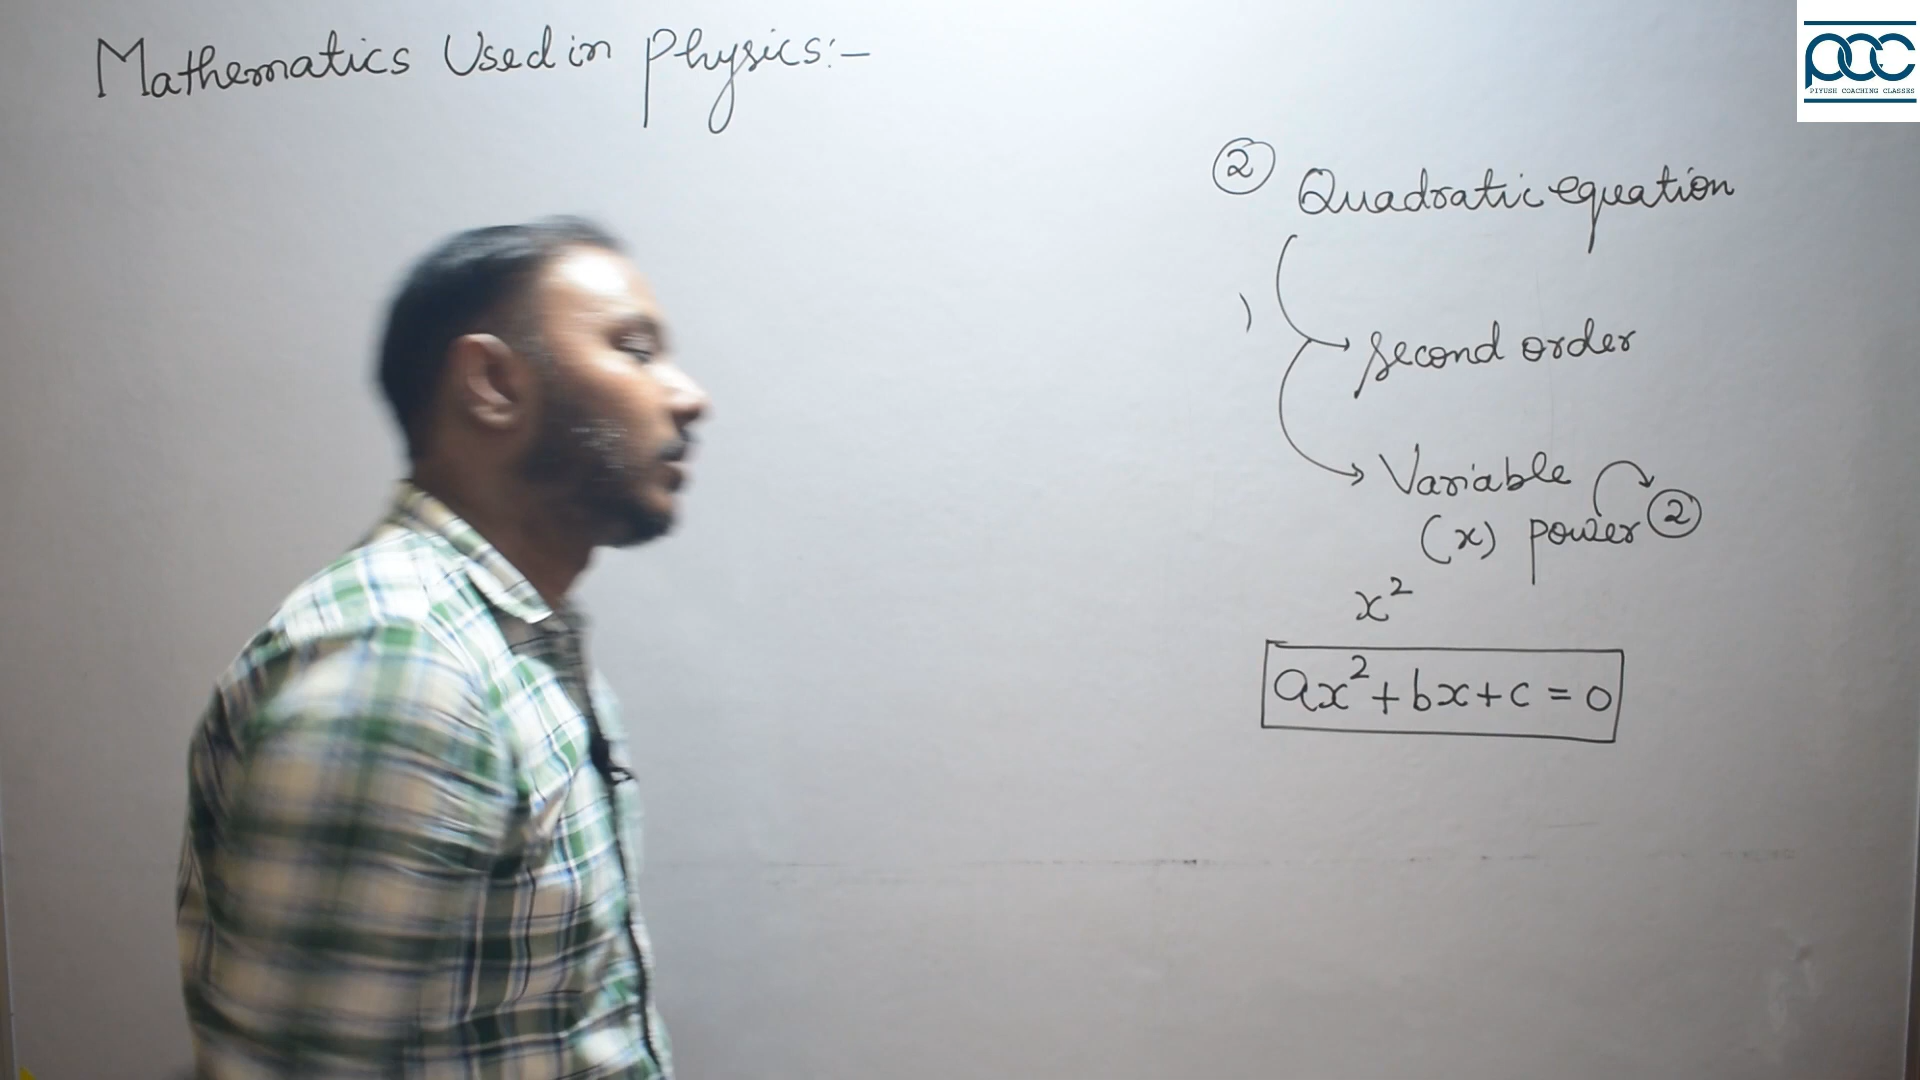 Mathematics Used in Physics:-
PCC
PIYUSH COACHING CLASSES
② Quadratic equation
)
second order
Variable
(x) power ②
x²
ax²+bx+c=0